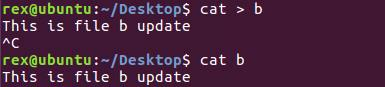 rex@ubuntu:~/Desktop$ cat > b
This is file b update
^C
rex@ubuntu:~/Desktop$ cat b
This is file b update